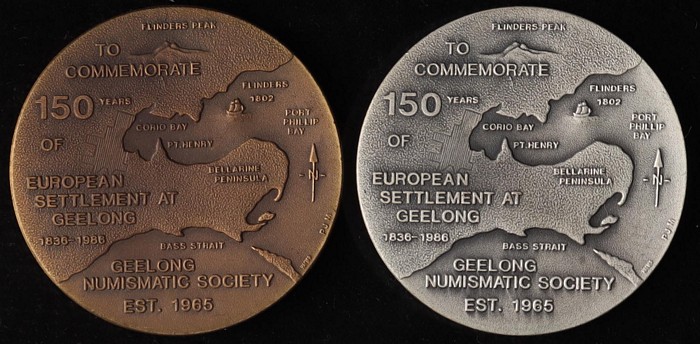 FLINDERS PEAK
TO
COMMEMORATE
FLINDERS
1802
150 YEARS
PORT
PHILLIP
BAY
CORIO BAY
OF
PT. HENRY
BELLARINE
PENINSULA
N
EUROPEAN
SETTLEMENT AT
GEELONG
1836-1986
P.J.M.
BASS STRAIT
GEELONG
NUMISMATIC SOCIETY
EST. 1965
FLINDERS PEAK
TO
COMMEMORATE
FLINDERS
1802
150 YEARS
PORT
PHILLIP
BAY
CORIO BAY
OF
PT. HENRY
BELLARINE
PENINSULA
N
EUROPEAN
SETTLEMENT AT
GEELONG
1836-1986
P.J.M.
BASS STRAIT
GEELONG
NUMISMATIC SOCIETY
EST. 1965